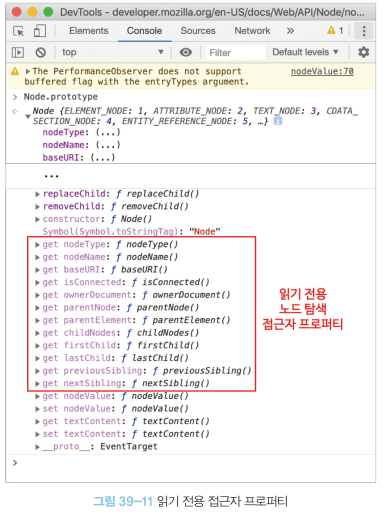 DevTools - developer.mozilla.org/en-US/docs/Web/API/Node/no...
Elements Console Sources Network » 1
top Filter Default levels ▼
▶The PerformanceObserver does not support buffered flag with the entryTypes argument. nodeValue:70
> Node.prototype
▼Node {ELEMENT_NODE: 1, ATTRIBUTE_NODE: 2, TEXT_NODE: 3, CDATA_
SECTION_NODE: 4, ENTITY_REFERENCE_NODE: 5, …}
nodeType: (...)
nodeName: (...)
baseURI: (...)
...
▶replaceChild: ƒ replaceChild()
▶removeChild: ƒ removeChild()
▶constructor: ƒ Node()
Symbol(Symbol.toStringTag): "Node"
▶get nodeType: ƒ nodeType()
▶get nodeName: ƒ nodeName()
▶get baseURI: ƒ baseURI()
▶get isConnected: ƒ isConnected()
▶get ownerDocument: ƒ ownerDocument()
▶get parentNode: ƒ parentNode()
▶get parentElement: ƒ parentElement()
▶get childNodes: ƒ childNodes()
▶get firstChild: ƒ firstChild()
▶get lastChild: ƒ lastChild()
▶get previousSibling: ƒ previousSibling()
▶get nextSibling: ƒ nextSibling()
읽기 전용
노드 탐색
접근자 프로퍼티
▶get nodeValue: ƒ nodeValue()
▶set nodeValue: ƒ nodeValue()
▶get textContent: ƒ textContent()
▶set textContent: ƒ textContent()
▶__proto__: EventTarget
>
그림 39-11 읽기 전용 접근자 프로퍼티